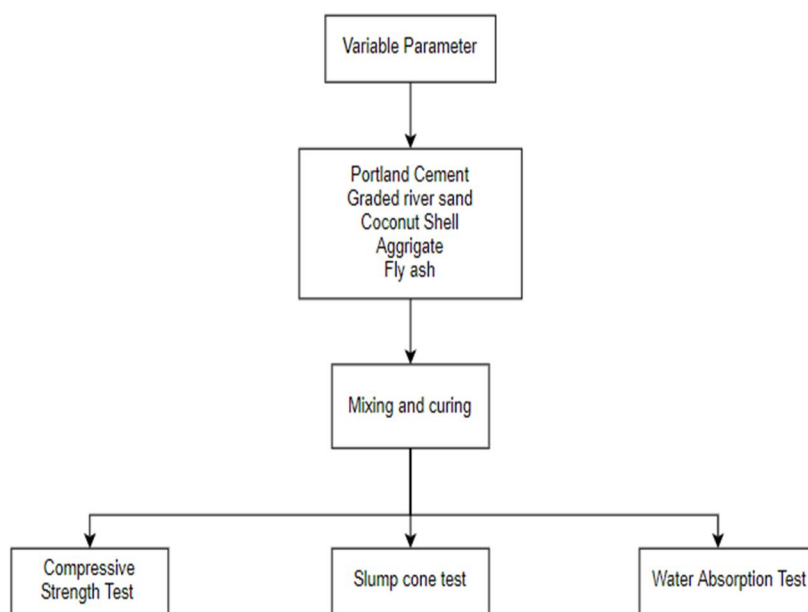 Variable Parameter
Portland Cement
Graded river sand
Coconut Shell
Aggrigate
Fly ash
Mixing and curing
Compressive
Strength Test
Slump cone test
Water Absorption Test